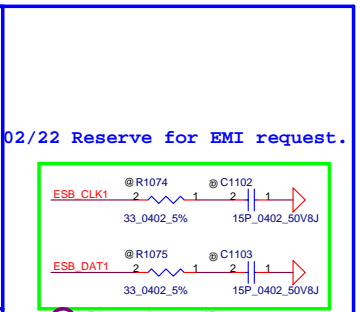 02/22 Reserve for EMI request.
@ R1074 @ C1102
ESB_CLK1 2 1 2 1
33_0402_5% 15P_0402_50V8J
@ R1075 @ C1103
ESB_DAT1 2 1 2 1
33_0402_5% 15P_0402_50V8J